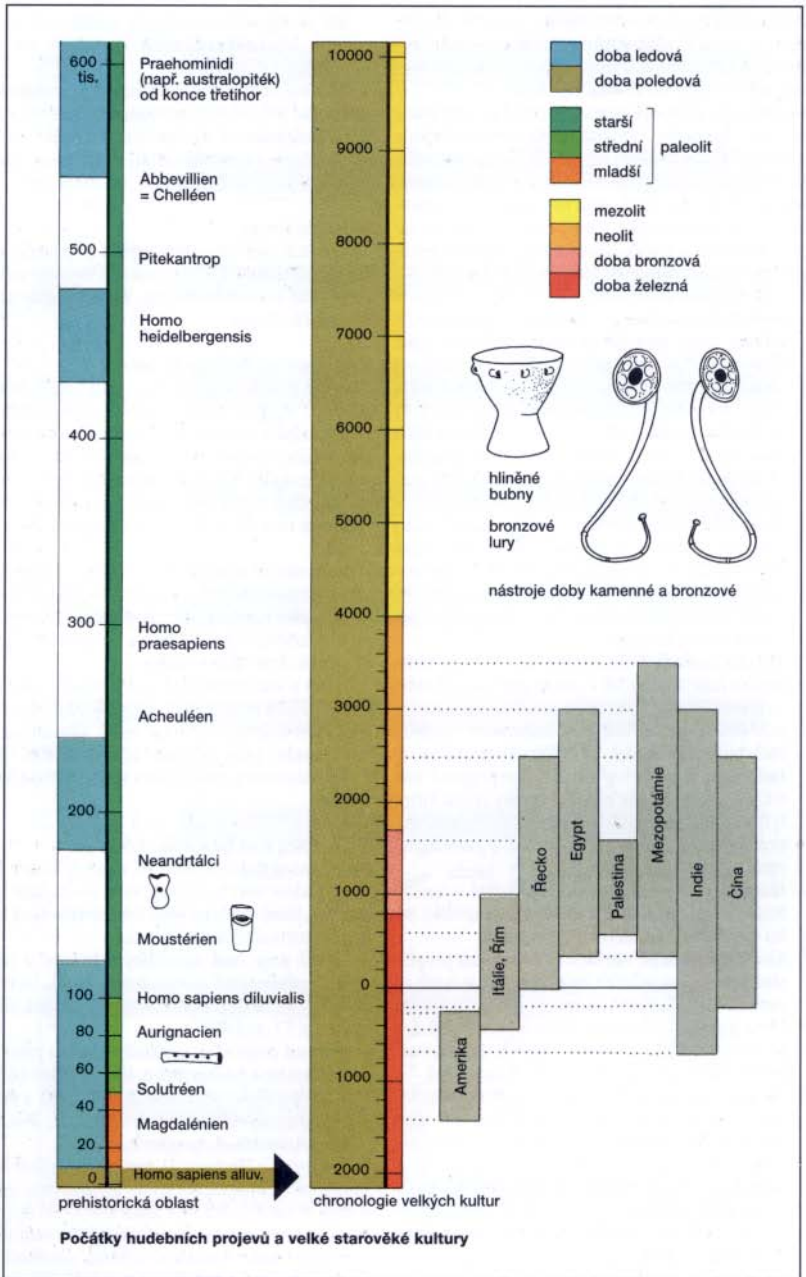 600
tis.
Praehominidi
(např. australopiték)
od konce třetihor
Abbevillien
= Chelléen
500
Pitekantrop
Homo
heidelbergensis
400
300
Homo
praesapiens
Acheuléen
200
Neandrtálci
Moustérien
100
Homo sapiens diluvialis
80
Aurignacien
60
Solutréen
40
Magdalénien
20
0
Homo sapiens alluv.
prehistorická oblast
10000
9000
8000
7000
6000
5000
4000
3000
2000
1000
0
1000
2000
chronologie velkých kultur
doba ledová
doba poledová
starší
střední
mladší
paleolit
mezolit
neolit
doba bronzová
doba železná
hliněné
bubny
bronzové
lury
nástroje doby kamenné a bronzové
Amerika
Itálie, Řím
Řecko
Egypt
Palestina
Mezopotámie
Indie
Čína
Počátky hudebních projevů a velké starověké kultury